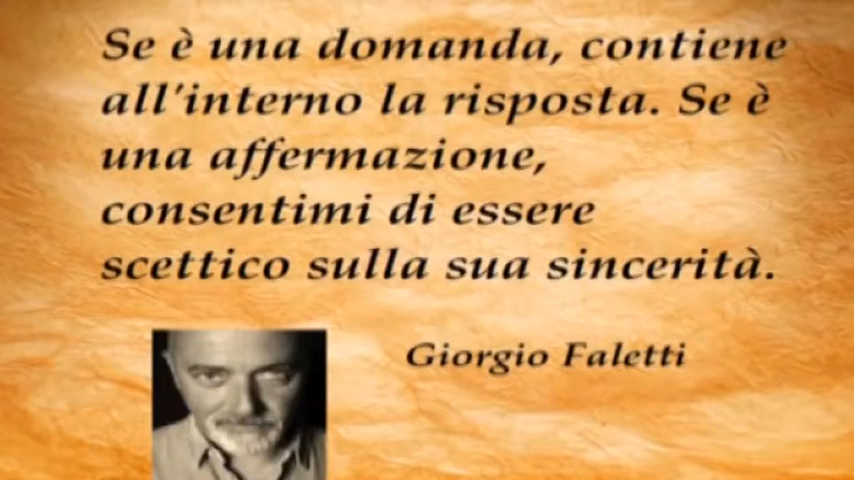 Se è una domanda, contiene
all'interno la risposta. Se è
una affermazione,
consentimi di essere
scettico sulla sua sincerità.
Giorgio Faletti